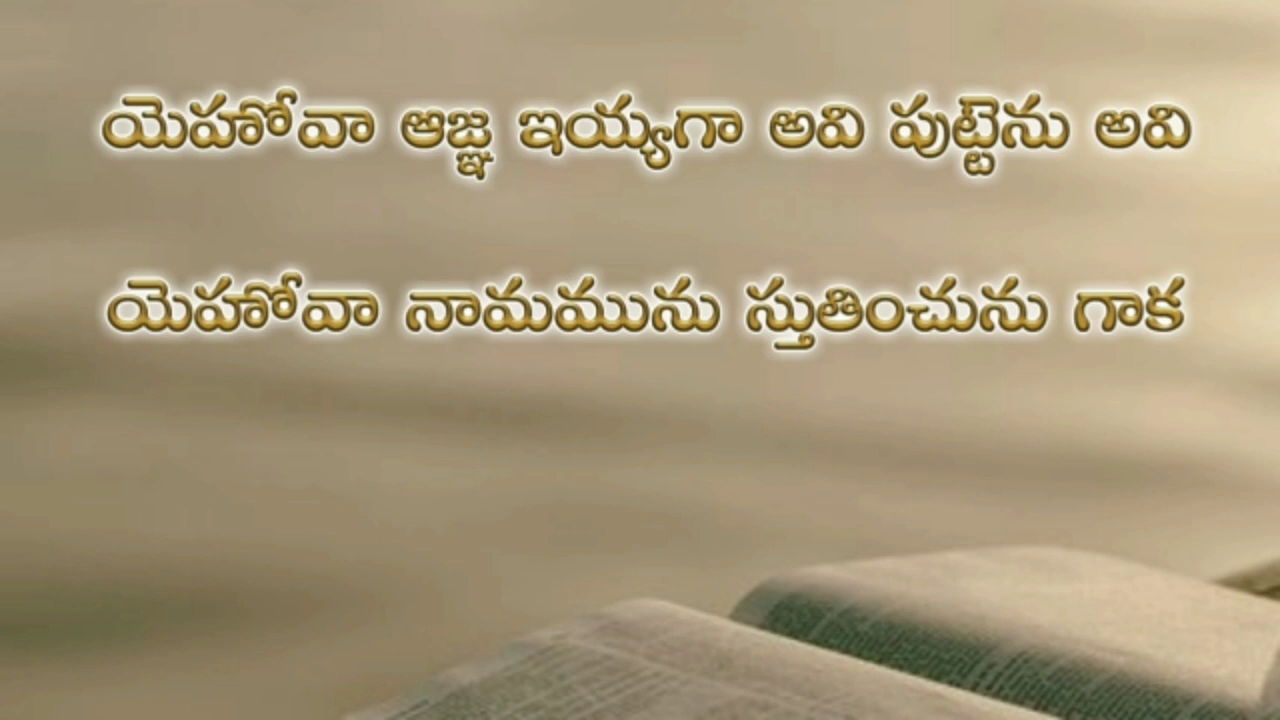 యెహోవా ఆజ్ఞ ఇయ్యగా అవి పుట్టెను అవి
యెహోవా నామమును స్తుతించును గాక